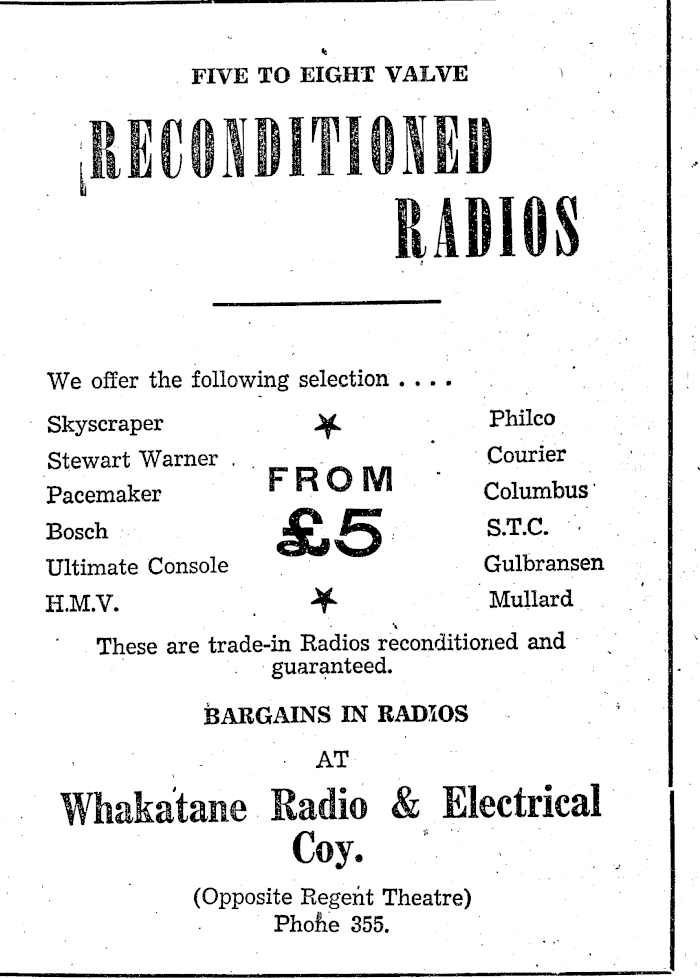 FIVE TO EIGHT VALVE
RECONDITIONED
RADIOS
We offer the following selection . . . .
Skyscraper
Stewart Warner
Pacemaker
Bosch
Ultimate Console
H.M.V.
FROM
£5
Philco
Courier
Columbus
S.T.C.
Gulbransen
Mullard
These are trade-in Radios reconditioned and
guaranteed.
BARGAINS IN RADIOS
AT
Whakatane Radio & Electrical
Coy.
(Opposite Regent Theatre)
Phone 355.